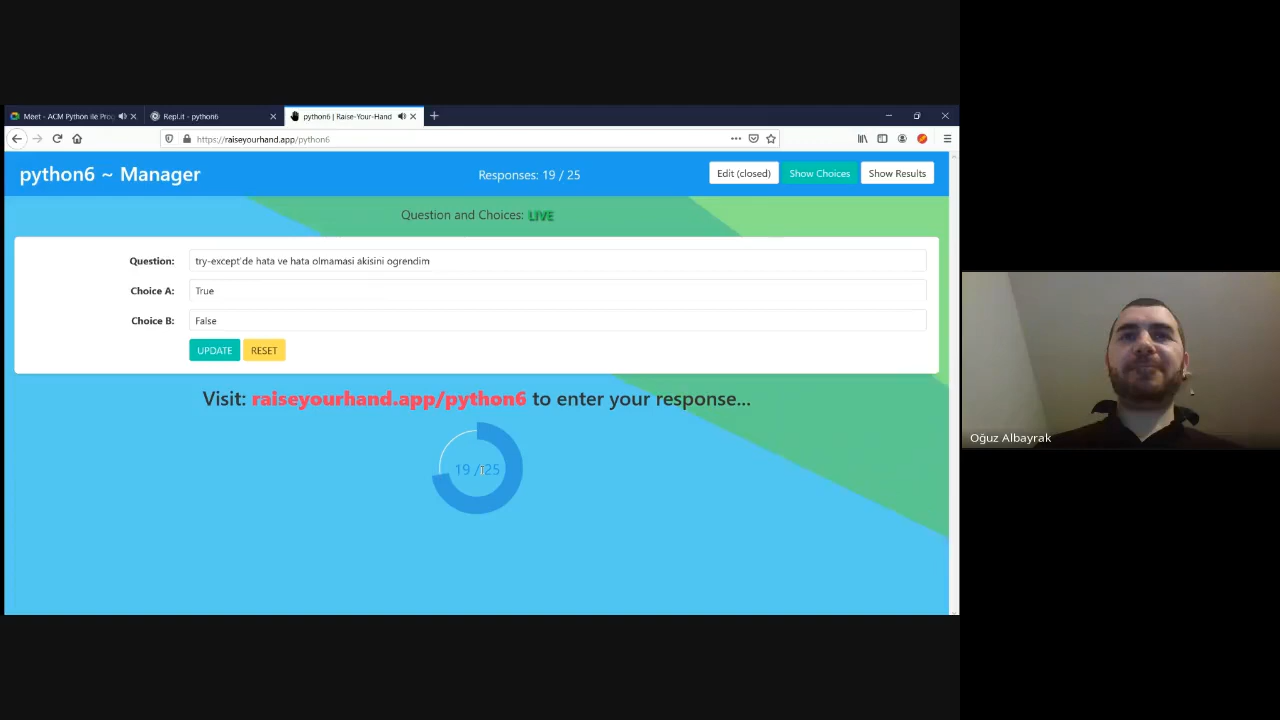 Meet - ACM Python ile Pro
Repl.it - python6
python6 | Raise-Your-Hand
https://raiseyourhand.app/python6
python6 ~ Manager
Responses: 19 / 25
Edit (closed)
Show Choices
Show Results
Question and Choices: LIVE
Question: try-except'de hata ve hata olmamasi akisini ogrendim
Choice A: True
Choice B: False
UPDATE
RESET
Visit: raiseyourhand.app/python6 to enter your response...
19 / 25
Oğuz Albayrak